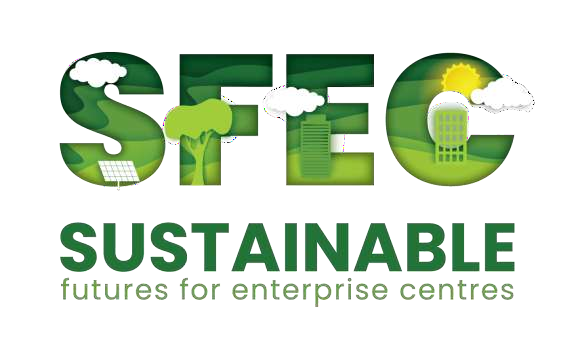 SFEC
SUSTAINABLE
futures for enterprise centres